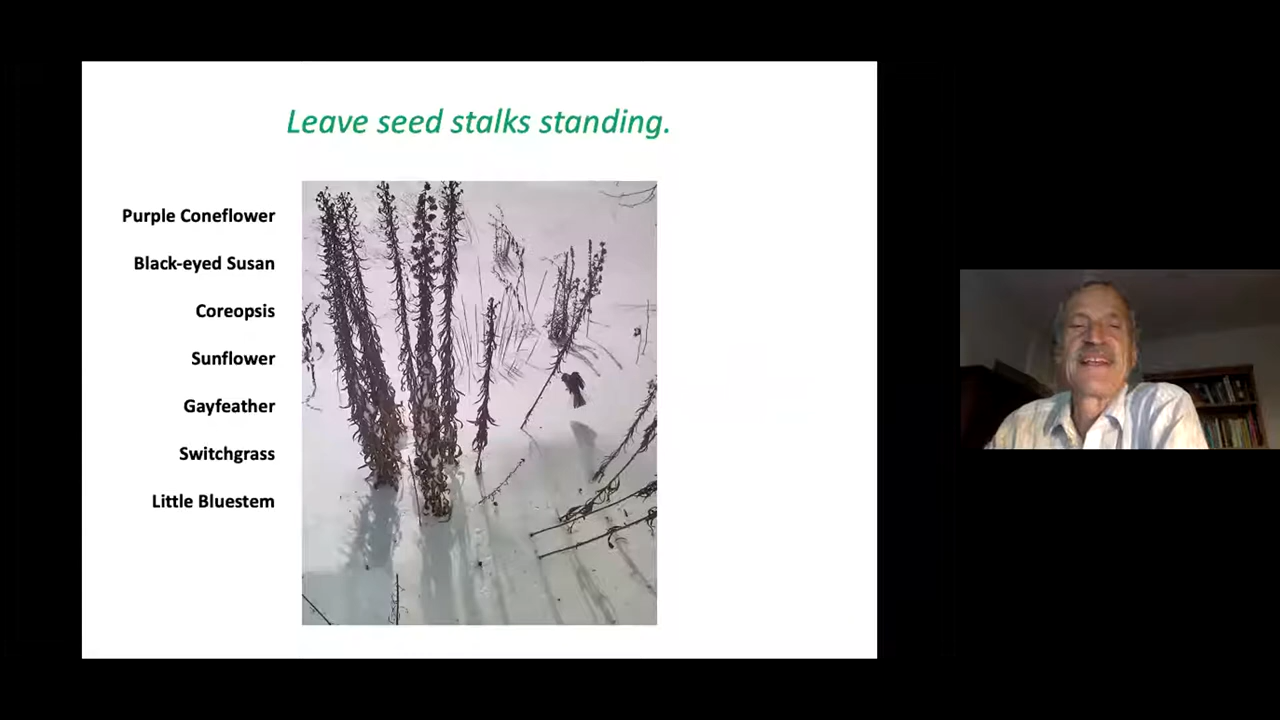 Leave seed stalks standing.
Purple Coneflower
Black-eyed Susan
Coreopsis
Sunflower
Gayfeather
Switchgrass
Little Bluestem